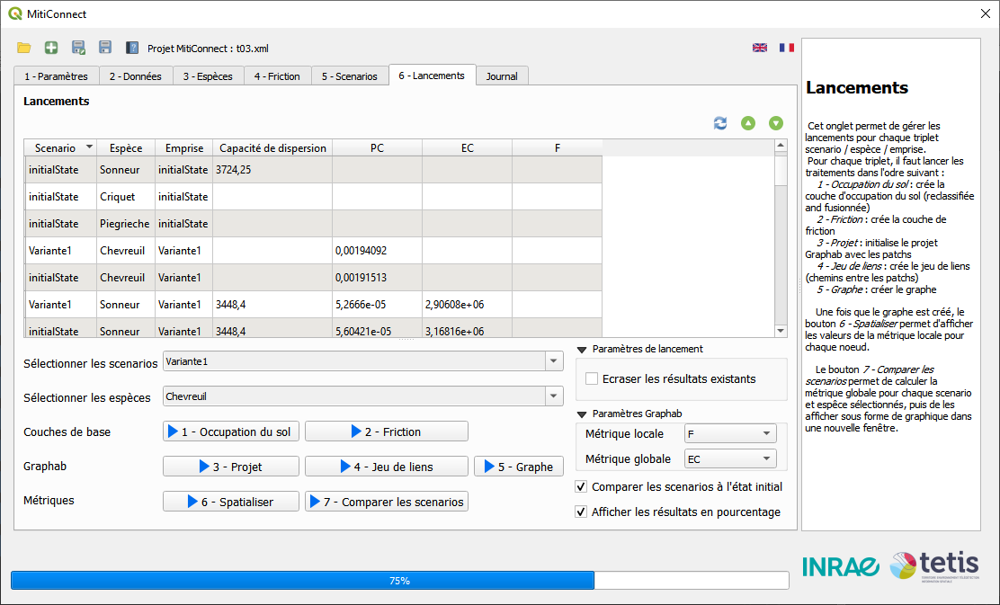 MitiConnect
Projet MitiConnect : t03.xml
1 - Paramètres
2 - Données
3 - Espèces
4 - Friction
5 - Scenarios
6 - Lancements
Journal
Lancements
Scenario Espèce Emprise Capacité de dispersion PC EC F
initialState Sonneur initialState 3724,25
initialState Criquet initialState
initialState Piegrieche initialState
Variante1 Chevreuil Variante1 0,00194092
initialState Chevreuil Variante1 0,00191513
Variante1 Sonneur Variante1 3448,4 5,2666e-05 2,90608e+06
initialState Sonneur Variante1 3448,4 5,60421e-05 3,16816e+06
Sélectionner les scenarios Variante1
Sélectionner les espèces Chevreuil
Couches de base 1 - Occupation du sol 2 - Friction
Graphab 3 - Projet 4 - Jeu de liens 5 - Graphe
Métriques 6 - Spatialiser 7 - Comparer les scenarios
Paramètres de lancement
Ecraser les résultats existants
Paramètres Graphab
Métrique locale F
Métrique globale EC
Comparer les scenarios à l'état initial
Afficher les résultats en pourcentage
75%
Lancements
Cet onglet permet de gérer les
lancements pour chaque triplet
scenario / espèce / emprise.
Pour chaque triplet, il faut lancer les
traitements dans l'odre suivant :
1 - Occupation du sol : crée la
couche d'occupation du sol (reclassifiée
and fusionnée)
2 - Friction : crée la couche de
friction
3 - Projet : initialise le projet
Graphab avec les patchs
4 - Jeu de liens : crée le jeu de liens
(chemins entre les patchs)
5 - Graphe : créer le graphe
Une fois que le graphe est créé, le
bouton 6 - Spatialiser permet d'afficher
les valeurs de la métrique locale pour
chaque noeud.
Le bouton 7 - Comparer les
scenarios permet de calculer la
métrique globale pour chaque scenario
et espêce sélectionnés, puis de les
afficher sous forme de graphique dans
une nouvelle fenêtre.
INRAE
tetis